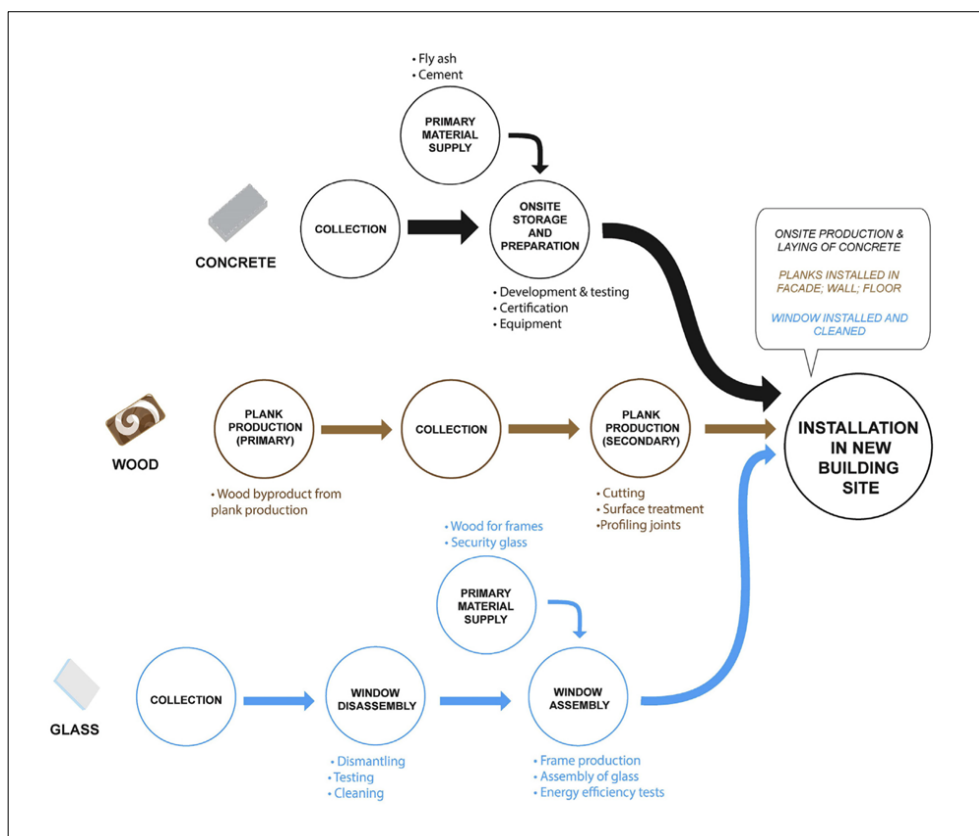 • Fly ash
• Cement
PRIMARY
MATERIAL
SUPPLY
CONCRETE
COLLECTION
ONSITE
STORAGE
AND
PREPARATION
• Development & testing
• Certification
• Equipment
ONSITE PRODUCTION &
LAYING OF CONCRETE
PLANKS INSTALLED IN
FACADE; WALL; FLOOR
WINDOW INSTALLED AND
CLEANED
WOOD
PLANK
PRODUCTION
(PRIMARY)
• Wood byproduct from
plank production
COLLECTION
PLANK
PRODUCTION
(SECONDARY)
• Cutting
• Surface treatment
•Profiling joints
INSTALLATION
IN NEW
BUILDING
SITE
• Wood for frames
• Security glass
PRIMARY
MATERIAL
SUPPLY
GLASS
COLLECTION
WINDOW
DISASSEMBLY
• Dismantling
• Testing
• Cleaning
WINDOW
ASSEMBLY
• Frame production
• Assembly of glass
• Energy efficiency tests